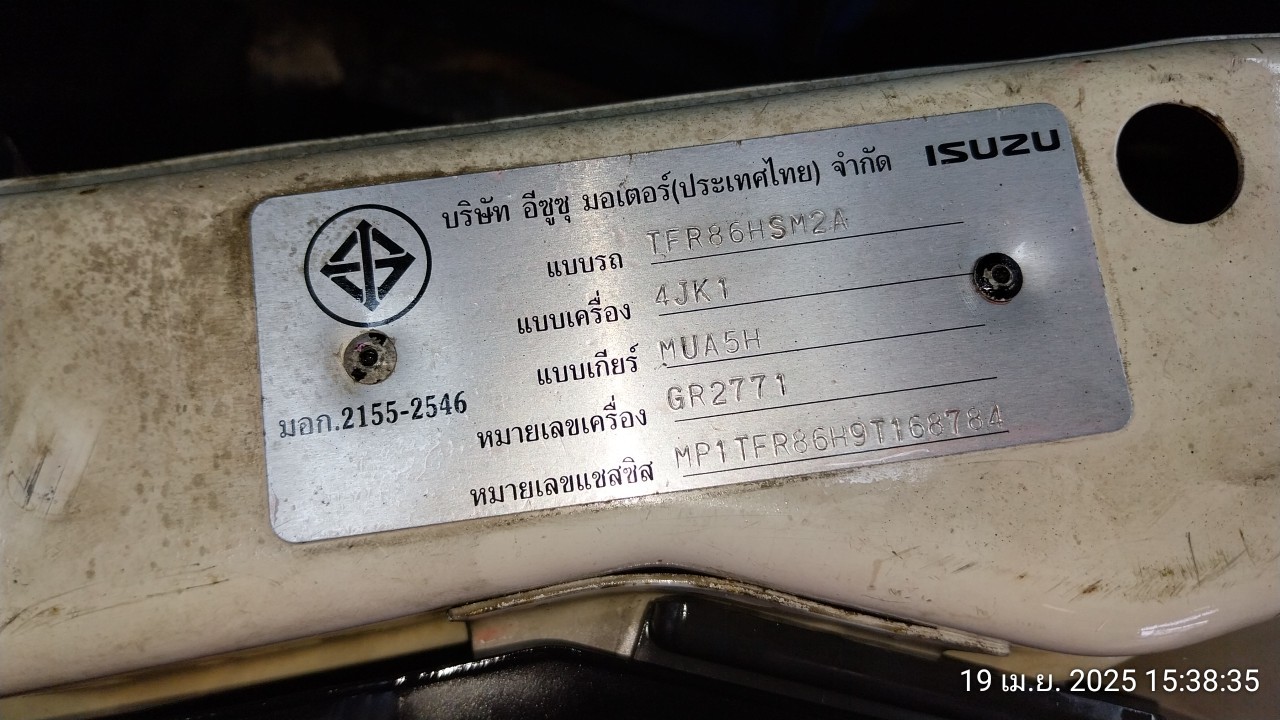 บริษัท อีซูซุ มอเตอร์(ประเทศไทย) จำกัด ISUZU
แบบรถ TFR86HSM2A
แบบเครื่อง 4JK1
แบบเกียร์ MUA5H
หมายเลขเครื่อง GR2771
หมายเลขแชสซิส MP1TFR86H9T168784
มอก.2155-2546
19 เม.ย. 2025 15:38:35